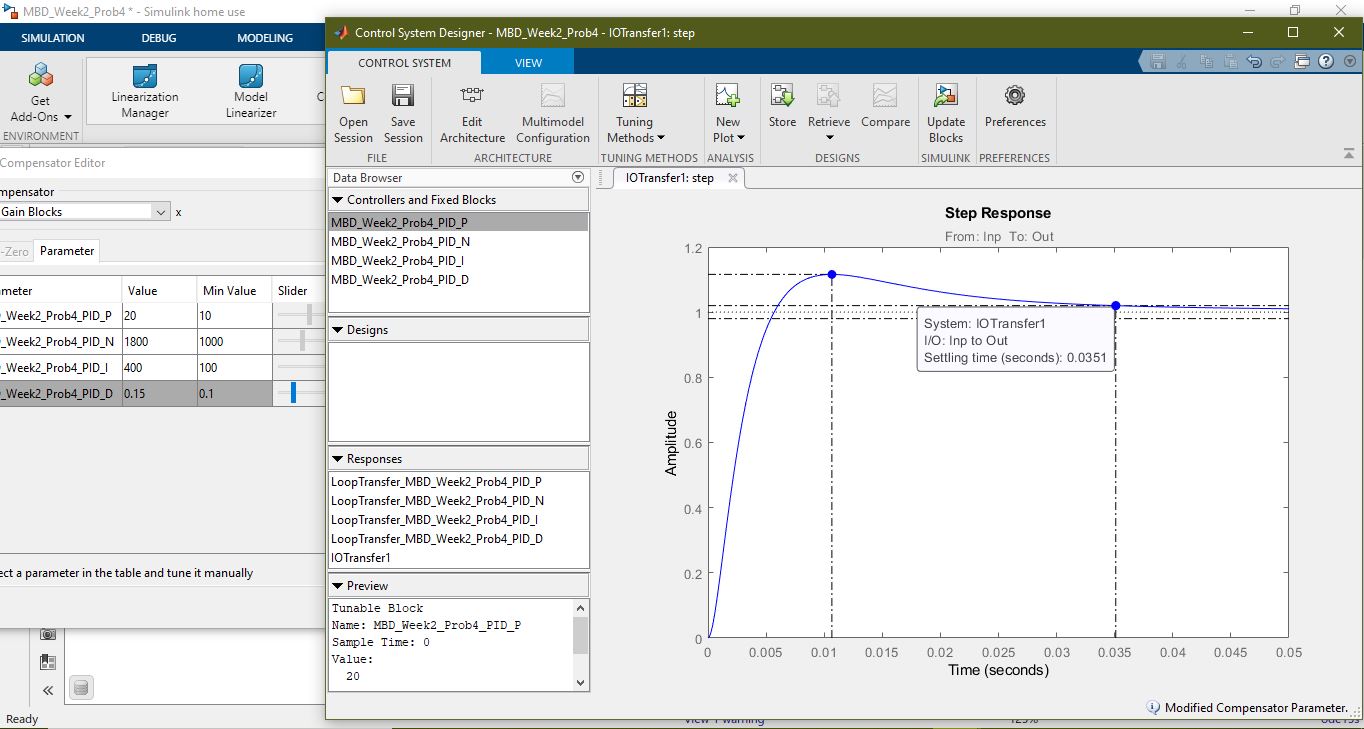 MBD_Week2_Prob4 * - Simulink home use
SIMULATION DEBUG MODELING
Get Add-Ons
Linearization Manager
Model Linearizer
C
ENVIRONMENT
Compensator Editor
mpensator
Gain Blocks x
-Zero Parameter
meter Value Min Value Slider
_Week2_Prob4_PID_P 20 10
_Week2_Prob4_PID_N 1800 1000
_Week2_Prob4_PID_I 400 100
_Week2_Prob4_PID_D 0.15 0.1
ect a parameter in the table and tune it manually
Ready
Control System Designer - MBD_Week2_Prob4 - IOTransfer1: step
CONTROL SYSTEM VIEW
Open Session
Save Session
Edit Architecture
Multimodel Configuration
Tuning Methods
New Plot
Store
Retrieve
Compare
Update Blocks
Preferences
FILE ARCHITECTURE TUNING METHODS ANALYSIS DESIGNS SIMULINK PREFERENCES
Data Browser
Controllers and Fixed Blocks
MBD_Week2_Prob4_PID_P
MBD_Week2_Prob4_PID_N
MBD_Week2_Prob4_PID_I
MBD_Week2_Prob4_PID_D
Designs
Responses
LoopTransfer_MBD_Week2_Prob4_PID_P
LoopTransfer_MBD_Week2_Prob4_PID_N
LoopTransfer_MBD_Week2_Prob4_PID_I
LoopTransfer_MBD_Week2_Prob4_PID_D
IOTransfer1
Preview
Tunable Block
Name: MBD_Week2_Prob4_PID_P
Sample Time: 0
Value:
20
IOTransfer1: step
Step Response
From: Inp To: Out
1.2
1
0.8
0.6
0.4
0.2
0
Amplitude
System: IOTransfer1
I/O: Inp to Out
Settling time (seconds): 0.0351
0 0.005 0.01 0.015 0.02 0.025 0.03 0.035 0.04 0.045 0.05
Time (seconds)
Modified Compensator Parameter.